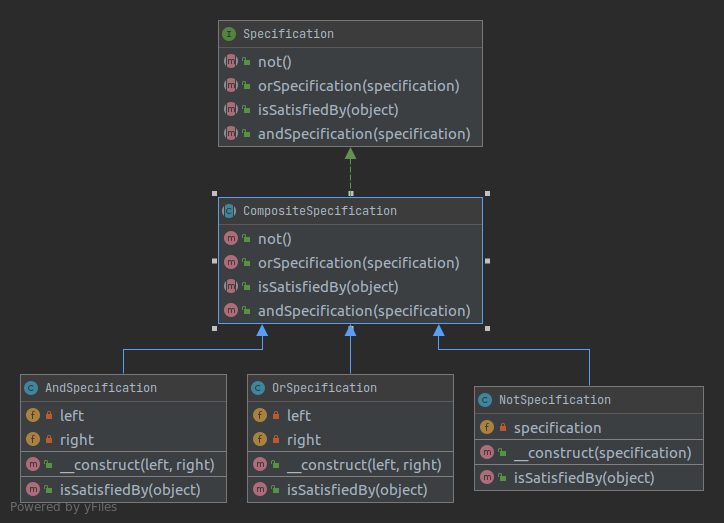 Specification
not()
orSpecification(specification)
isSatisfiedBy(object)
andSpecification(specification)
CompositeSpecification
not()
orSpecification(specification)
isSatisfiedBy(object)
andSpecification(specification)
AndSpecification
left
right
__construct(left, right)
isSatisfiedBy(object)
OrSpecification
left
right
__construct(left, right)
isSatisfiedBy(object)
NotSpecification
specification
__construct(specification)
isSatisfiedBy(object)
Powered by yFiles